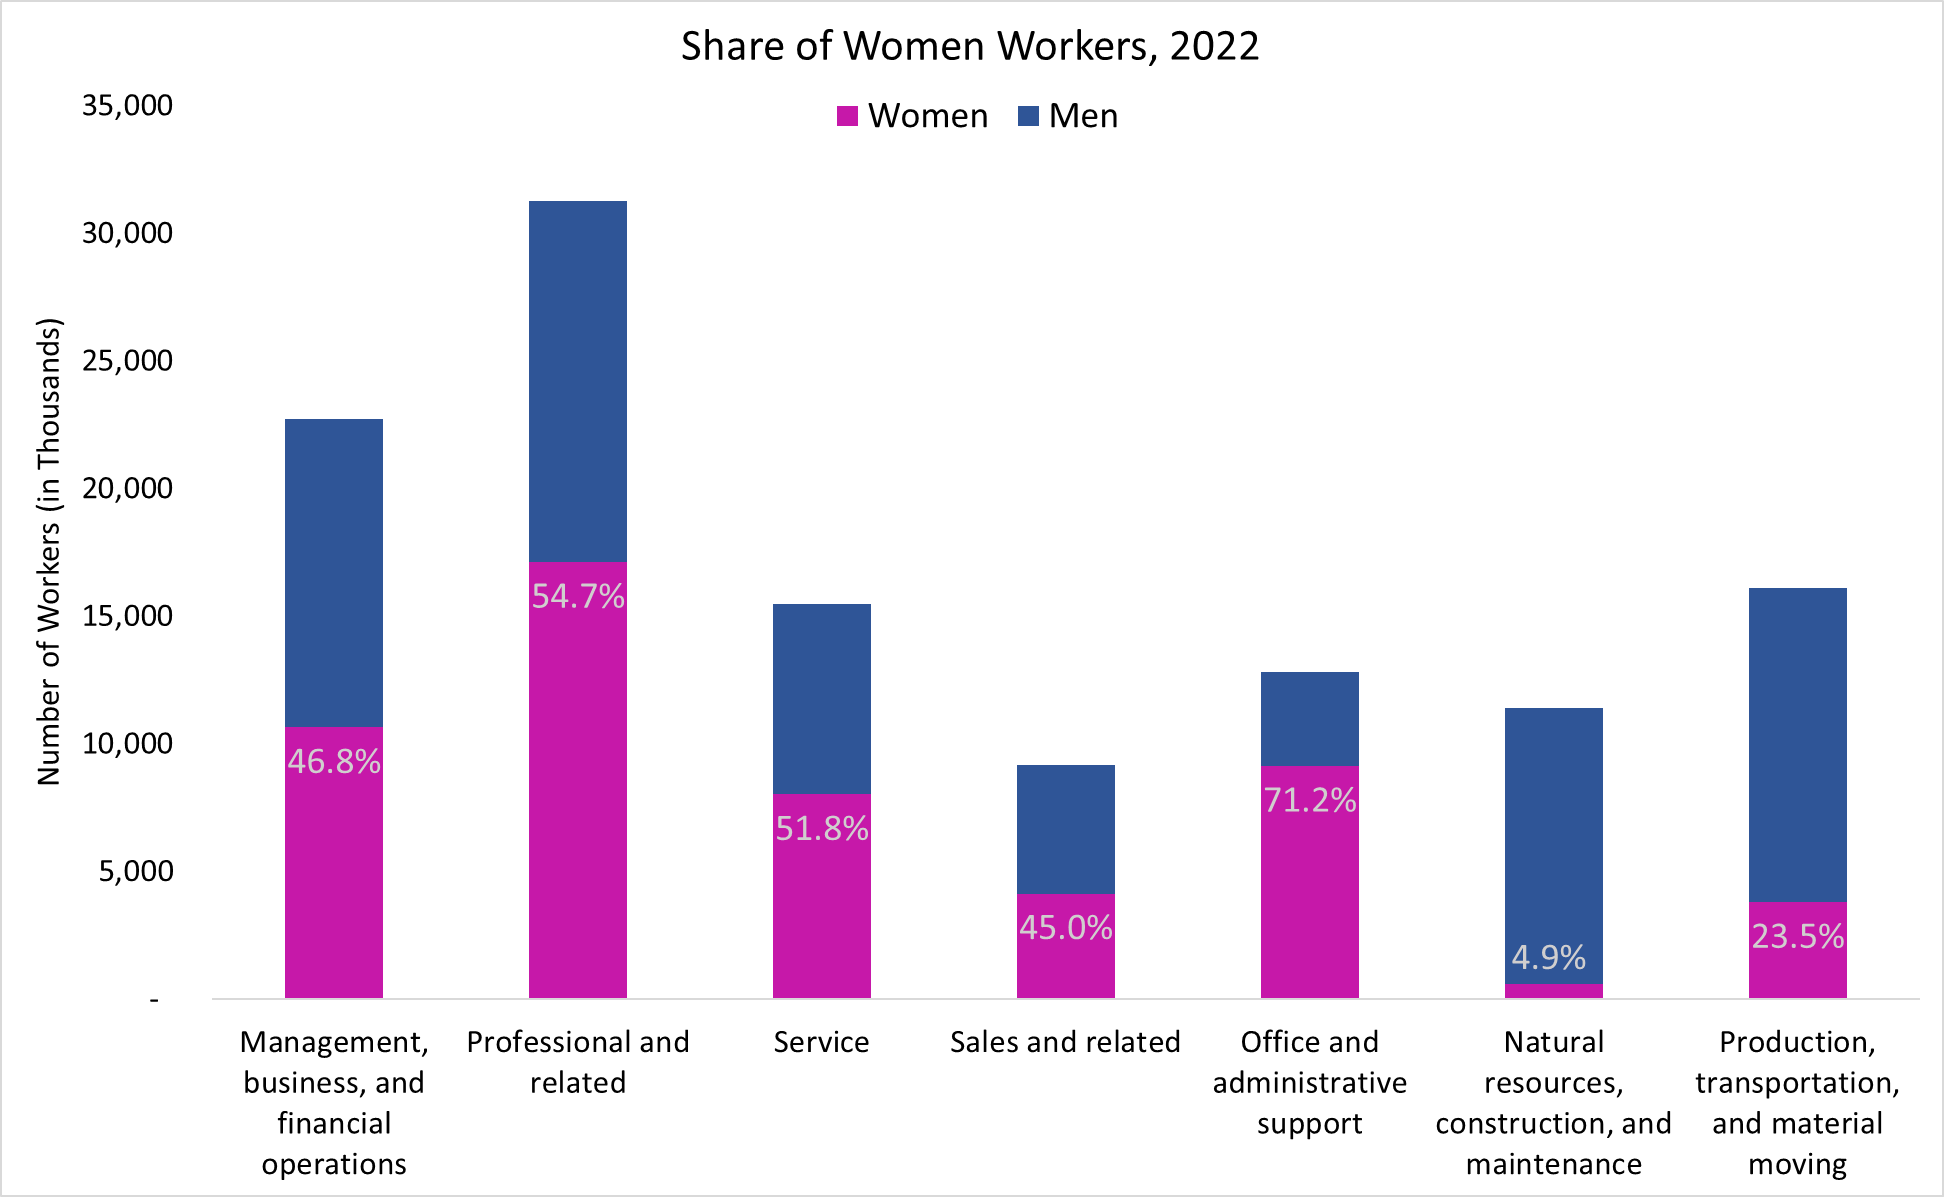 Share of Women Workers, 2022
Women Men
35,000
30,000
25,000
20,000
15,000
10,000
5,000
-
Number of Workers (in Thousands)
46.8%
54.7%
51.8%
45.0%
71.2%
4.9%
23.5%
Management,
business, and
financial
operations
Professional and
related
Service
Sales and related
Office and
administrative
support
Natural
resources,
construction, and
maintenance
Production,
transportation,
and material
moving